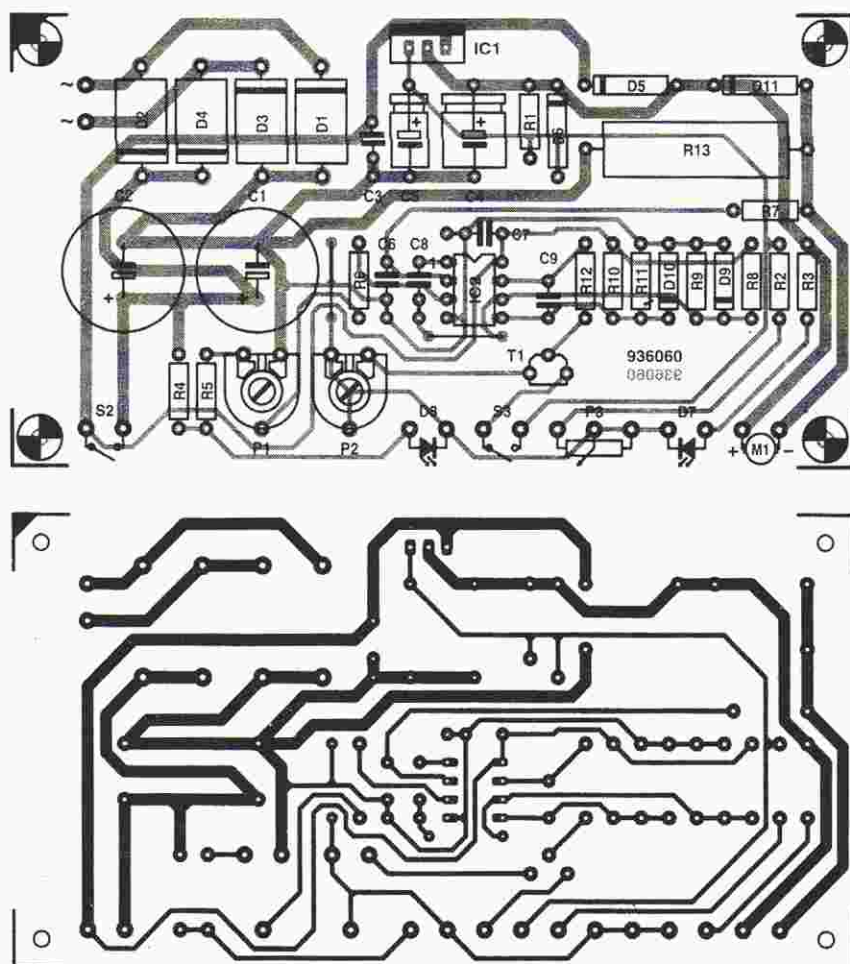 IC1
~
~
D2
D4
D3
D1
+
+
R1
D5
D11
R13
C2
C1
C3
C5
C4
R7
C6
C8
C7
1
IC2
C9
R12
R10
R11
D10
R9
D9
R8
R2
R3
+
+
T1
936060
936060
R4
R5
S2
P1
P2
D8
S3
P3
D7
+
M1
-